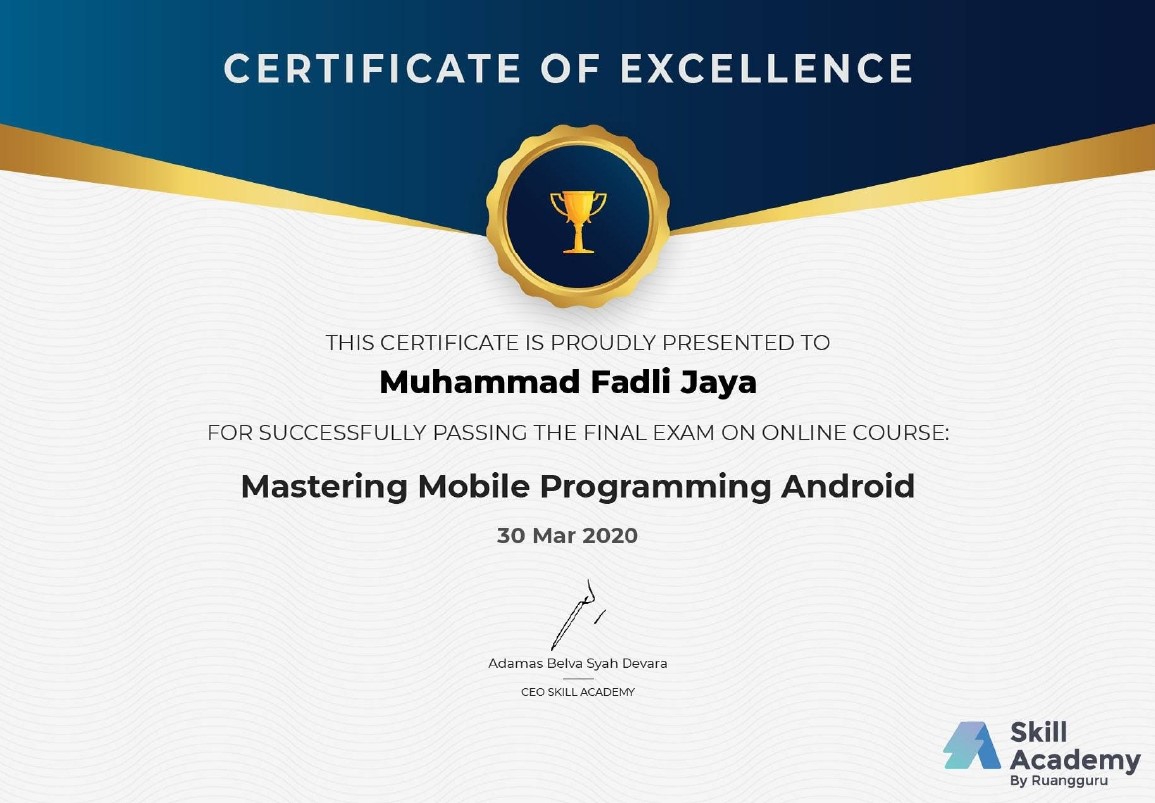 CERTIFICATE OF EXCELLENCE
THIS CERTIFICATE IS PROUDLY PRESENTED TO
Muhammad Fadli Jaya
FOR SUCCESSFULLY PASSING THE FINAL EXAM ON ONLINE COURSE:
Mastering Mobile Programming Android
30 Mar 2020
Adamas Belva Syah Devara
CEO SKILL ACADEMY
Skill
Academy
By Ruangguru